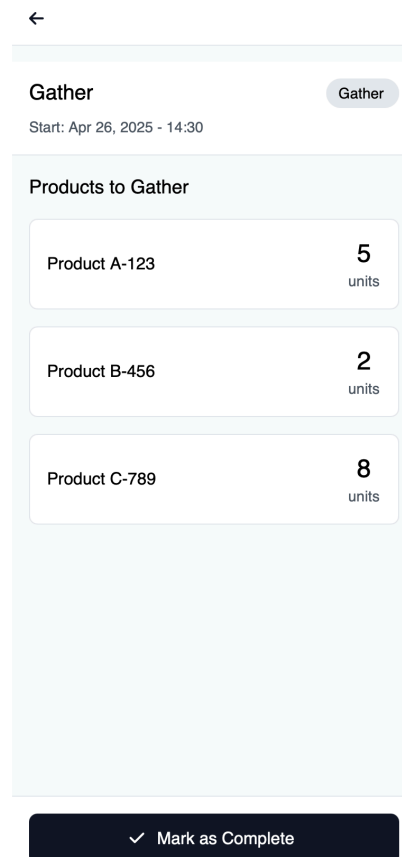 Gather
Gather
Start: Apr 26, 2025 - 14:30
Products to Gather
Product A-123
5
units
Product B-456
2
units
Product C-789
8
units
Mark as Complete